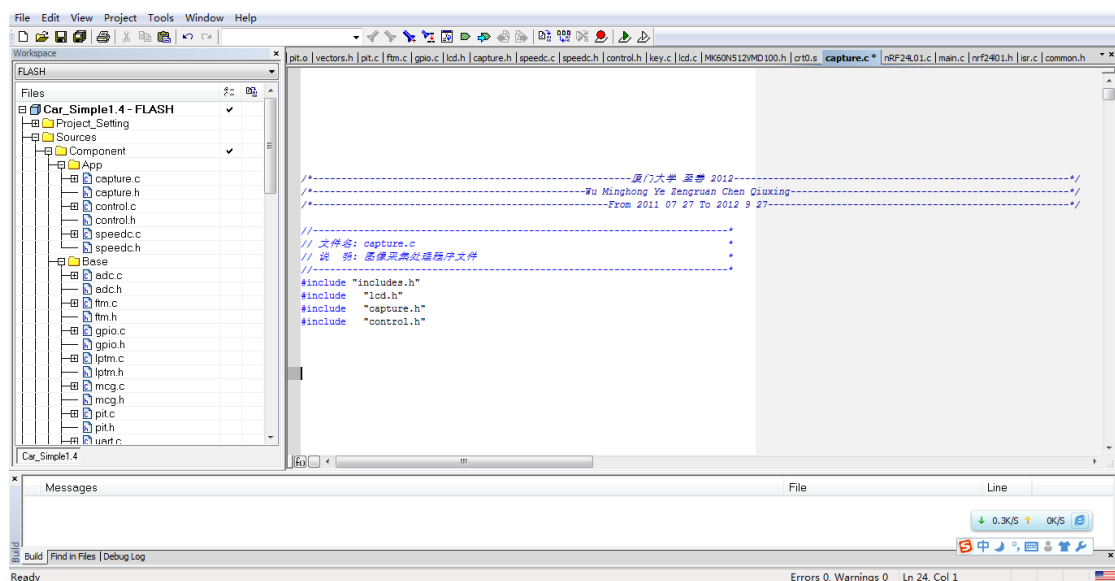 File Edit View Project Tools Window Help
Workspace
FLASH
Files
Car_Simple1.4 - FLASH
Project_Setting
Sources
Component
App
capture.c
capture.h
control.c
control.h
speedc.c
speedc.h
Base
adc.c
adc.h
ftm.c
ftm.h
gpio.c
gpio.h
lptm.c
lptm.h
mcg.c
mcg.h
pit.c
pit.h
uart.c
Car_Simple1.4
pit.o | vectors.h | pit.c | ftm.c | gpio.c | lcd.h | capture.h | speedc.c | speedc.h | control.h | key.c | lcd.c | MK60N512VMD100.h | crt0.s capture.c * nRF24L01.c | main.c | nrf24l01.h | isr.c | common.h
/*-----------------------------------------------厦门大学 至善 2012-----------------------------------------------*/
/*-----------------------------------------Wu Minghong Ye Zengruan Chen Qiuxing-----------------------------------------*/
/*--------------------------------------------From 2011 07 27 To 2012 9 27---------------------------------------------*/
//--------------------------------------------------------------*
// 文件名: capture.c *
// 说 明: 图像采集处理程序文件 *
//--------------------------------------------------------------*
#include "includes.h"
#include "lcd.h"
#include "capture.h"
#include "control.h"
f()
Messages File Line
0.3K/S 0K/S
中
Build
Build Find in Files Debug Log
Ready Errors 0, Warnings 0 Ln 24, Col 1